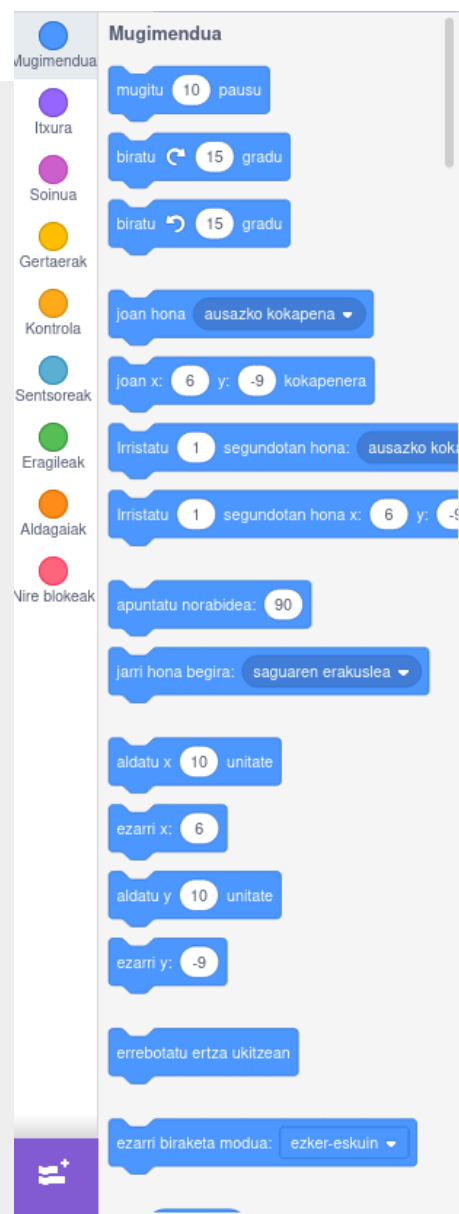 Mugimendua
Itxura
Soinua
Gertaerak
Kontrola
Sentsoreak
Eragileak
Aldagaiak
Nire blokeak
Mugimendua
mugitu 10 pausu
biratu 15 gradu
biratu 15 gradu
joan hona ausazko kokapena
joan x: 6 y: -9 kokapenera
Irristatu 1 segundotan hona: ausazko
Irristatu 1 segundotan hona x: 6 y:
apuntatu norabidea: 90
jarri hona begira: saguaren erakuslea
aldatu x 10 unitate
ezarri x: 6
aldatu y 10 unitate
ezarri y: -9
errebotatu ertza ukitzean
ezarri biraketa modua: ezker-eskuin